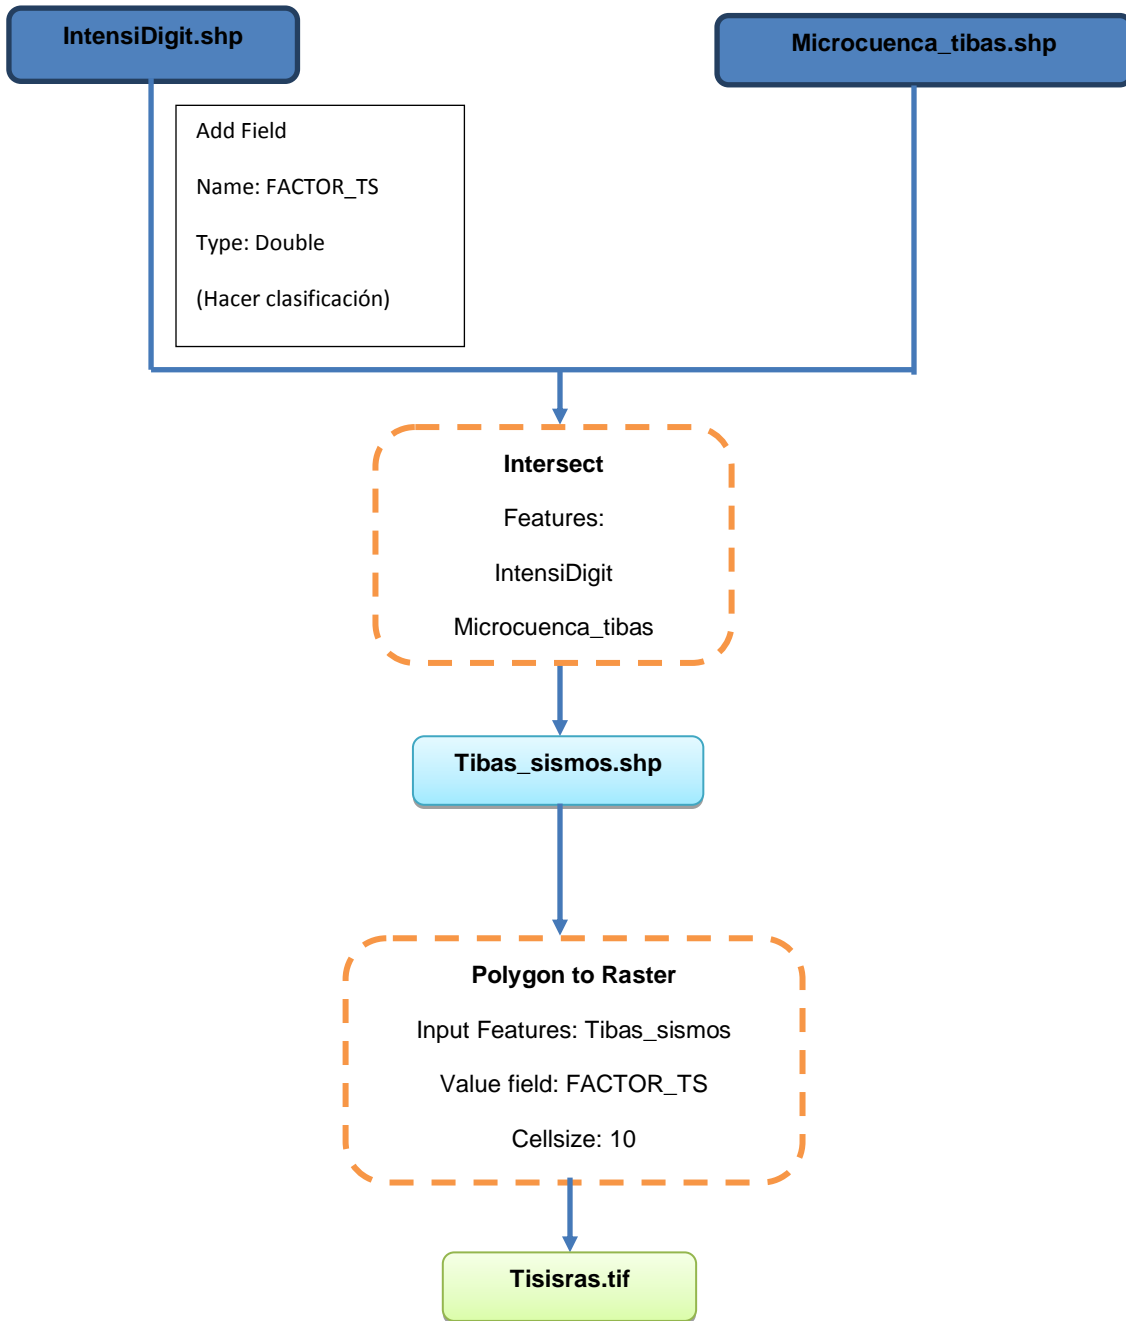 IntensiDigit.shp
Microcuenca_tibas.shp
Add Field
Name: FACTOR_TS
Type: Double
(Hacer clasificación)
Intersect
Features:
IntensiDigit
Microcuenca_tibas
Tibas_sismos.shp
Polygon to Raster
Input Features: Tibas_sismos
Value field: FACTOR_TS
Cellsize: 10
Tisisras.tif